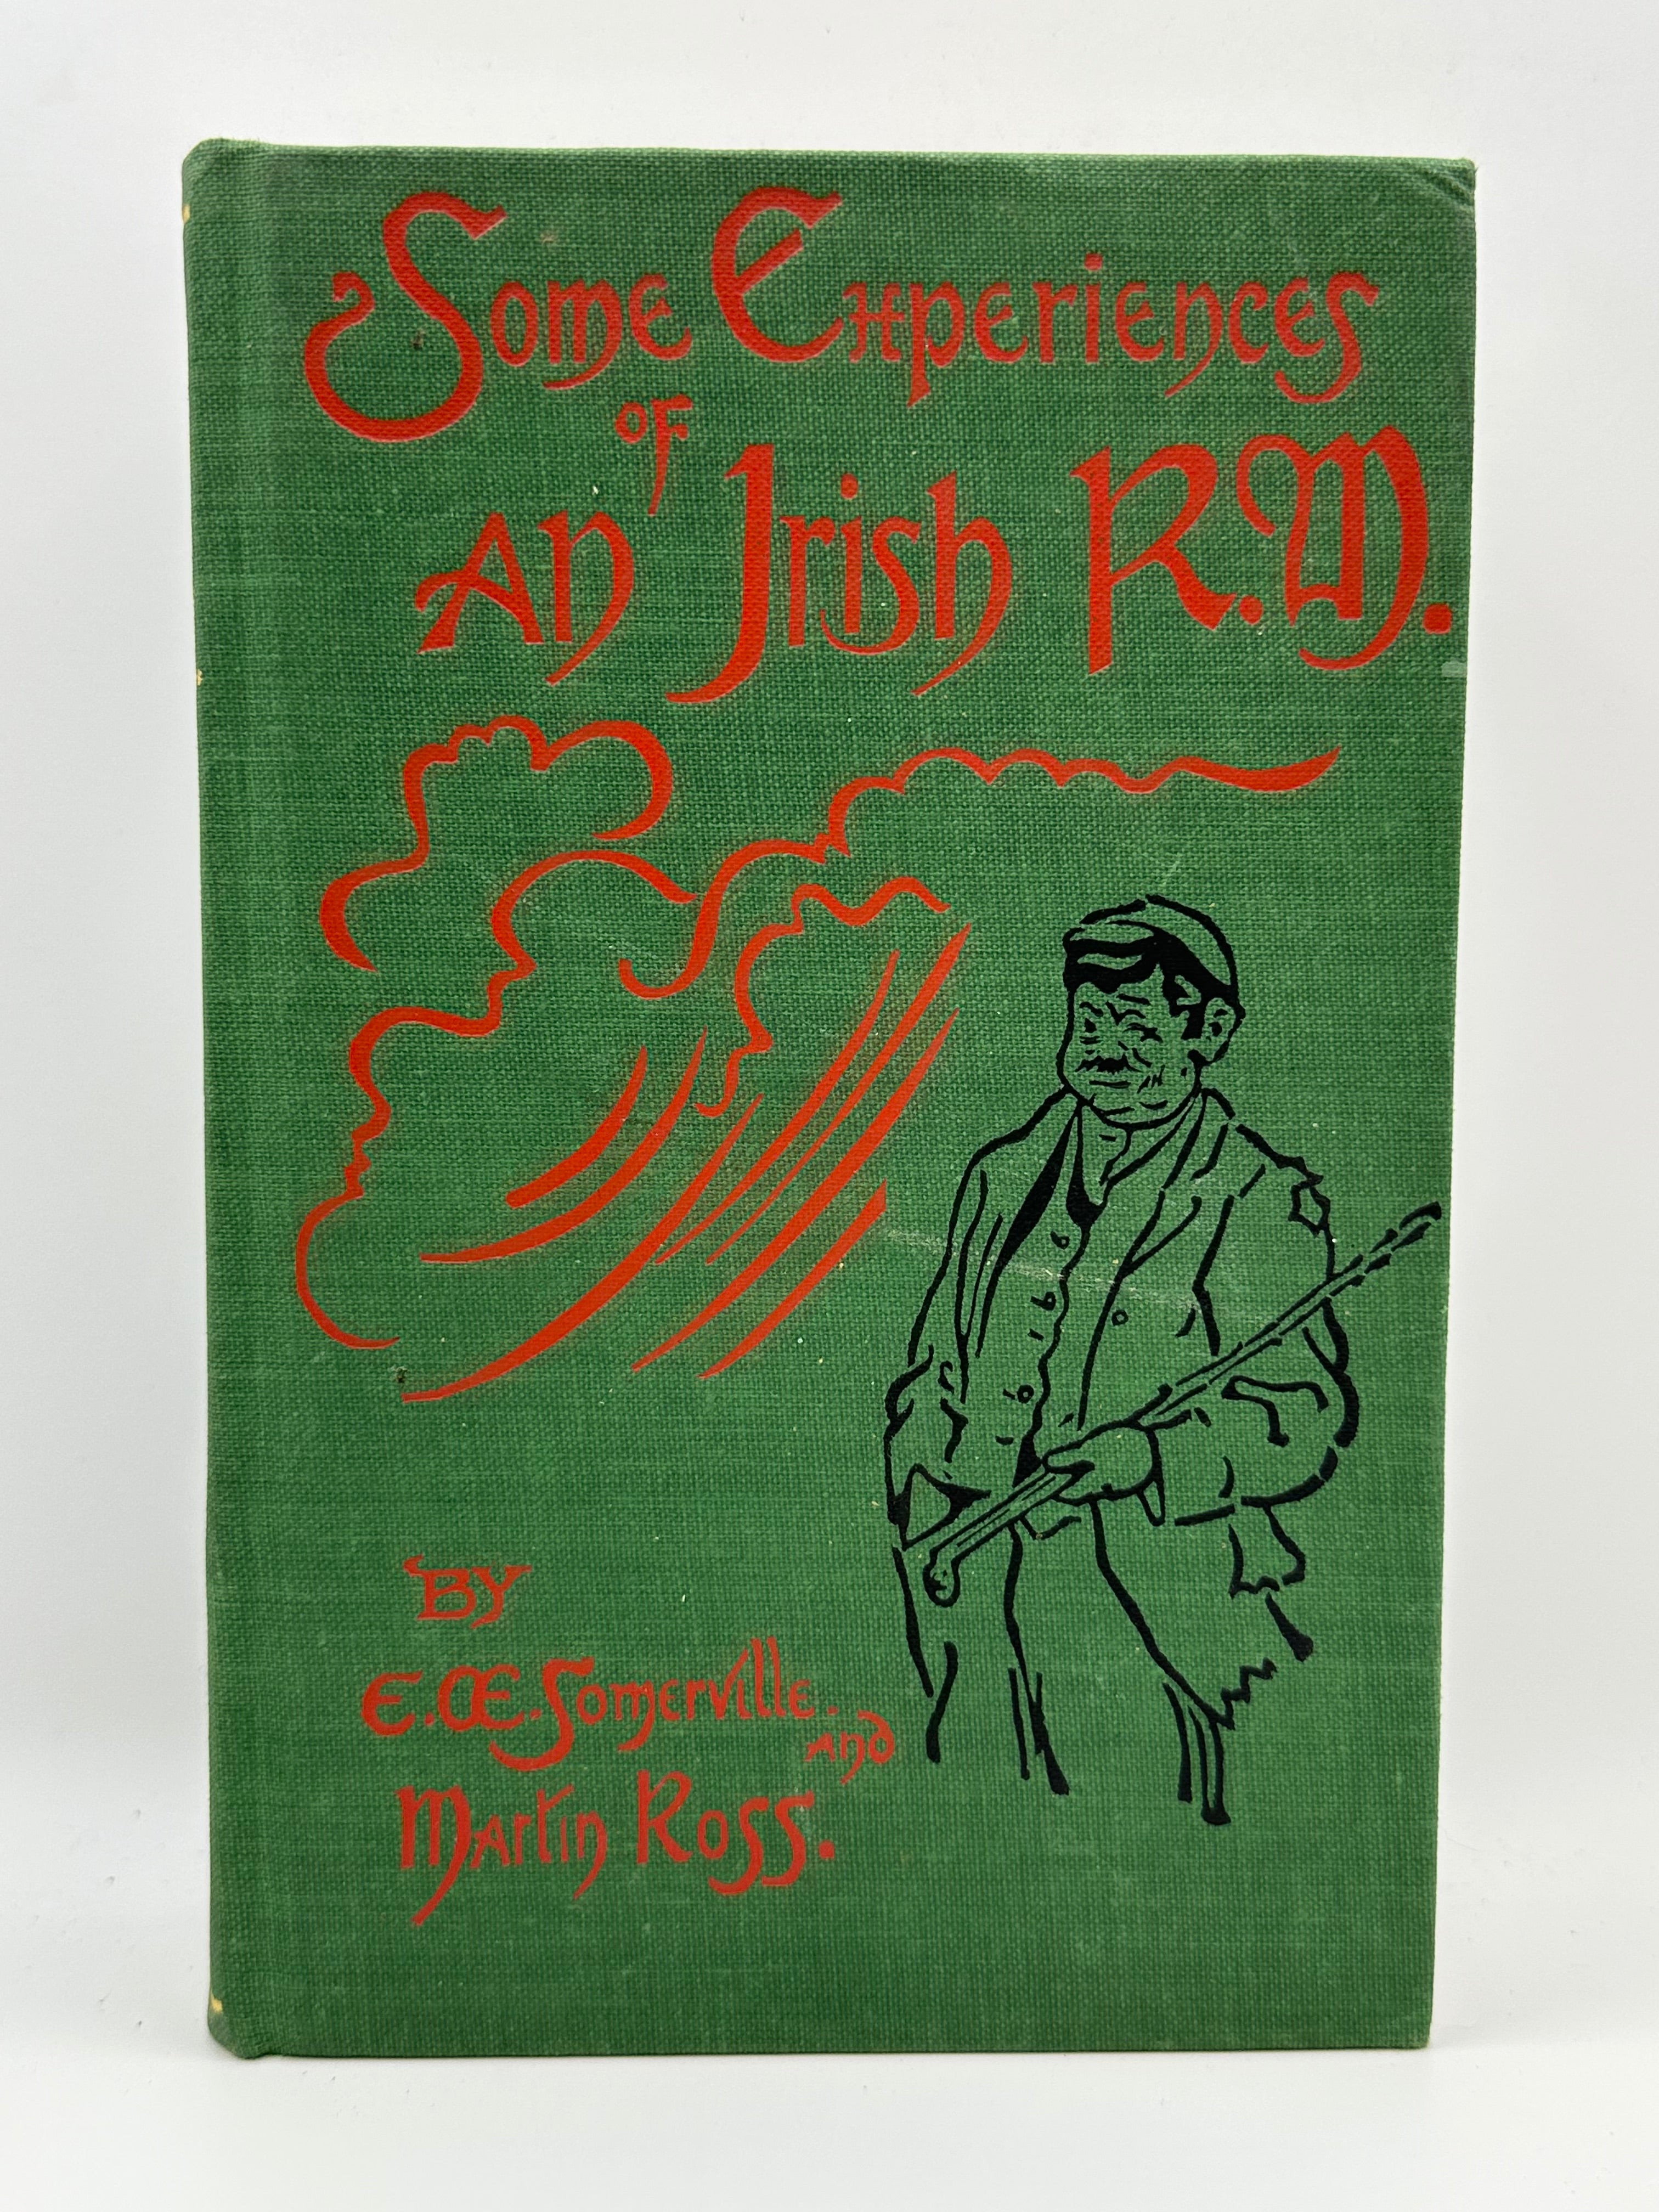 Some Experiences
of
An Irish R.M.
By
E. Œ. Somerville.
and
Martin Ross.